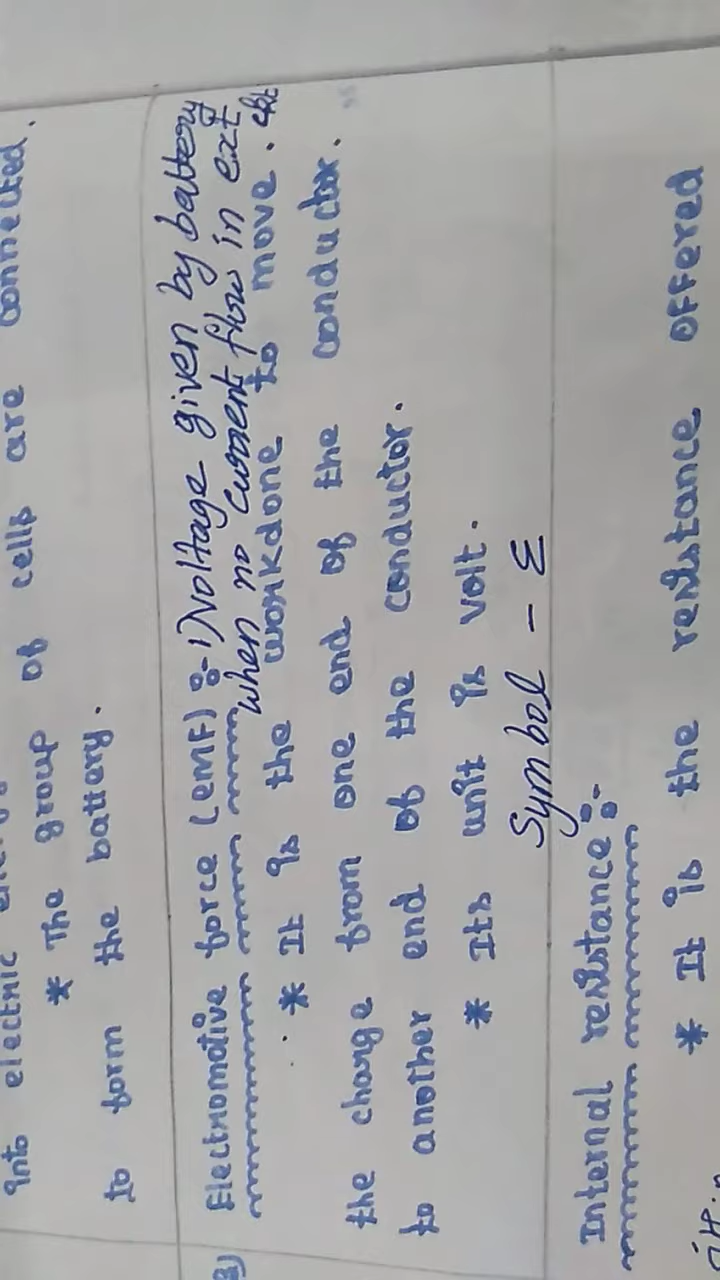 into electric
* The group of cells are connected.
to form the battery.
3) Electromotive force (EMF) :- 1) Voltage given by battery
when no current flow in ext ckt
* It is the workdone to move
the charge from one end of the conductor.
to another end of the conductor.
* Its unit is volt.
Symbol - Ɛ
Internal resistance :-
* It is the resistance offered